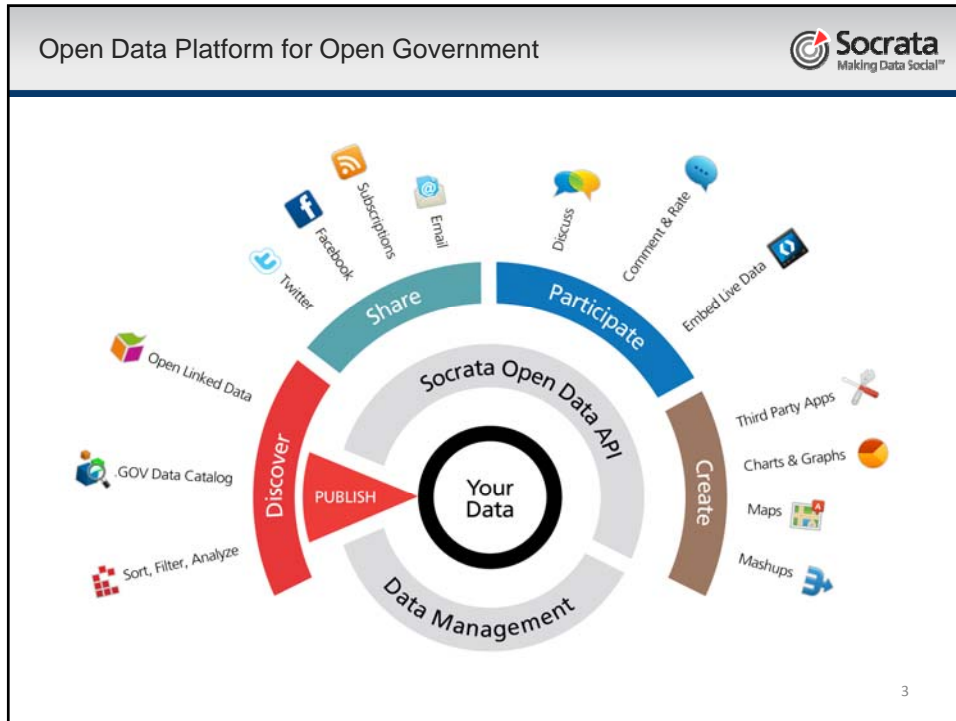 Open Data Platform for Open Government
Socrata
Making Data Social℠
Subscriptions
Facebook
Twitter
Email
Discuss
Comment & Rate
Embed Live Data
Share
Participate
Open Linked Data
.GOV Data Catalog
Sort, Filter, Analyze
Discover
PUBLISH
Socrata Open Data API
Your
Data
Data Management
Create
Third Party Apps
Charts & Graphs
Maps
Mashups
3